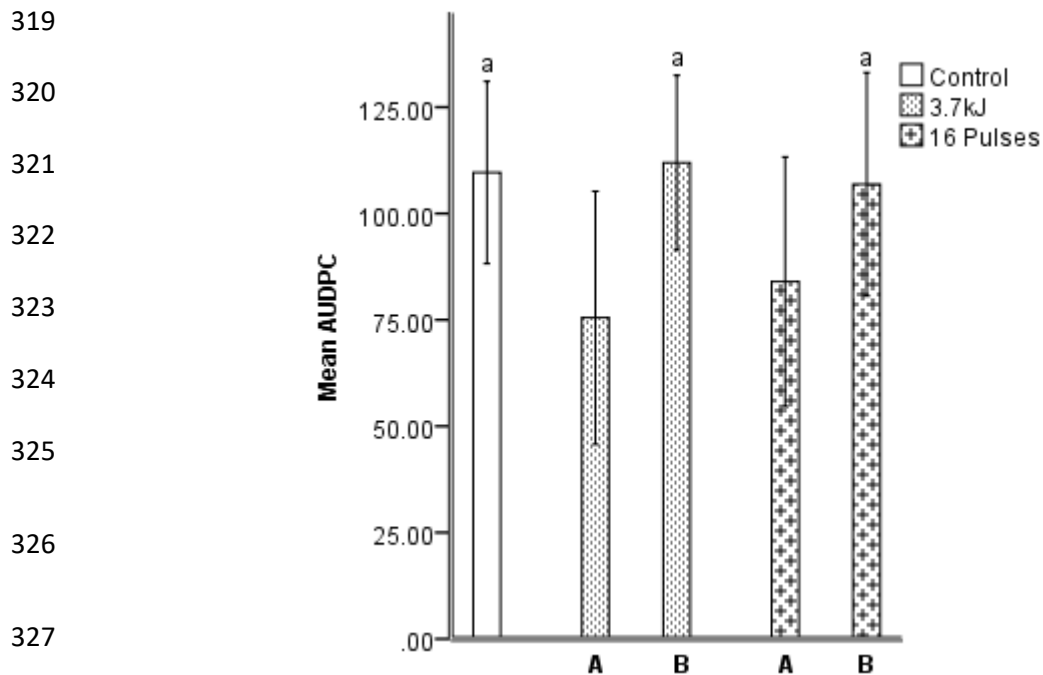 319
320
321
322
323
324
325
326
327
Mean AUDPC
125.00
100.00
75.00
50.00
25.00
.00
a
a
a
A
B
A
B
Control
3.7kJ
16 Pulses